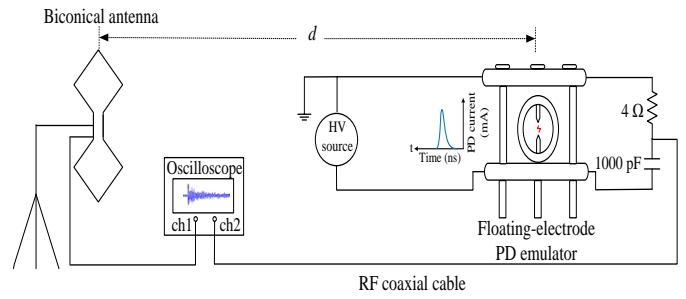 Biconical antenna
d
HV
source
PD current
(mA)
t
Time (ns)
4 Ω
1000 pF
Oscilloscope
ch1 ch2
Floating-electrode
PD emulator
RF coaxial cable